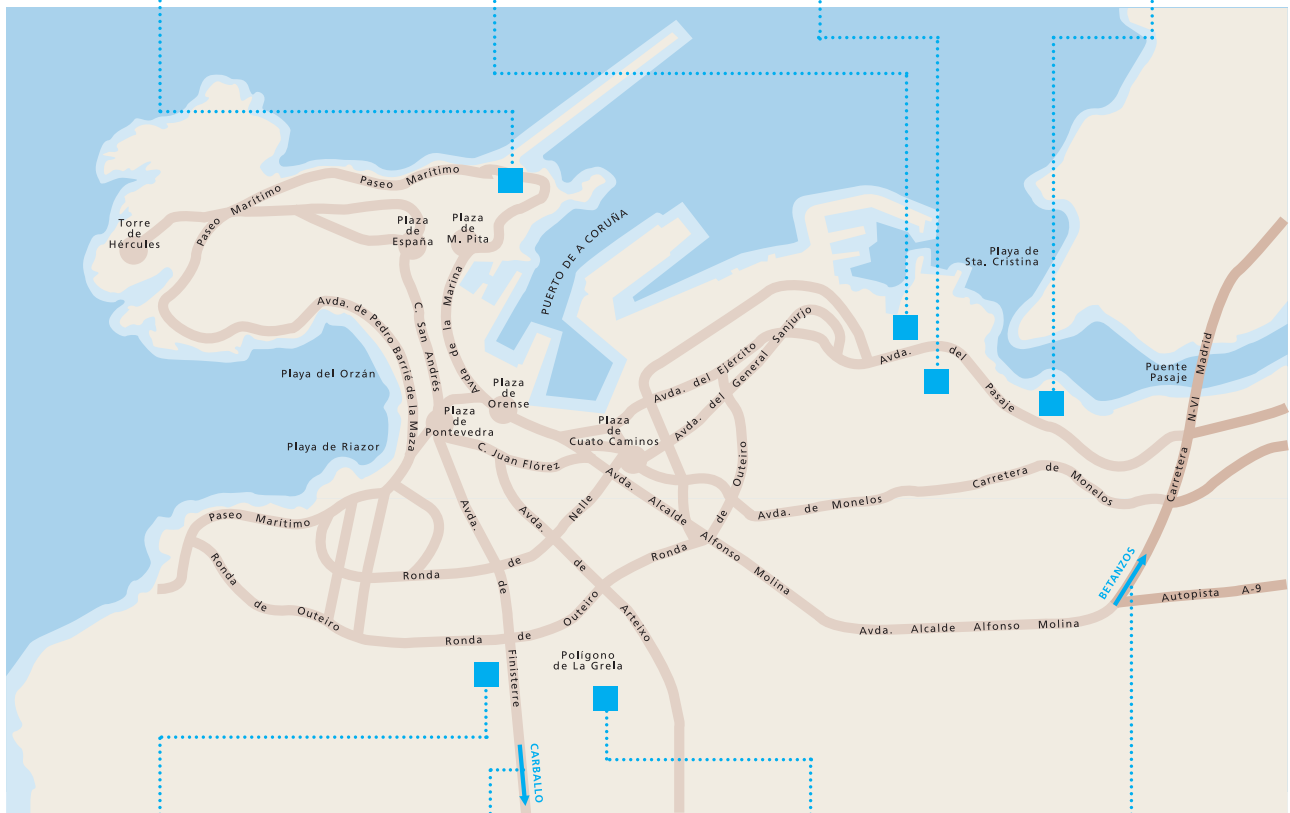 Paseo Marítimo
Paseo Marítimo
Torre
de
Hércules
Plaza
de
España
Plaza
de
M. Pita
PUERTO DE A CORUÑA
Playa de
Sta. Cristina
Avda. de Pedro Barrié de la Maza
C. San Andrés
Avda de la Marina
Playa del Orzán
Playa de Riazor
Plaza
de
Orense
Plaza
de
Pontevedra
Plaza
de
Cuato Caminos
Avda. del Ejército
Avda. del General Sanjurjo
Avda. del Pasaje
Puente
Pasaje
Carretera N-VI Madrid
C. Juan Flórez
Avda. Alcalde Alfonso Molina
Avda. de Monelos
Carretera de Monelos
Paseo Marítimo
Ronda de Outeiro
Ronda de Nelle
Ronda de Outeiro
Ronda de Outeiro
Avda. de Finisterre
Avda. de Arteixo
Avda. Alcalde Alfonso Molina
BETANZOS
Autopista A-9
Polígono
de La Grela
CARBALLO